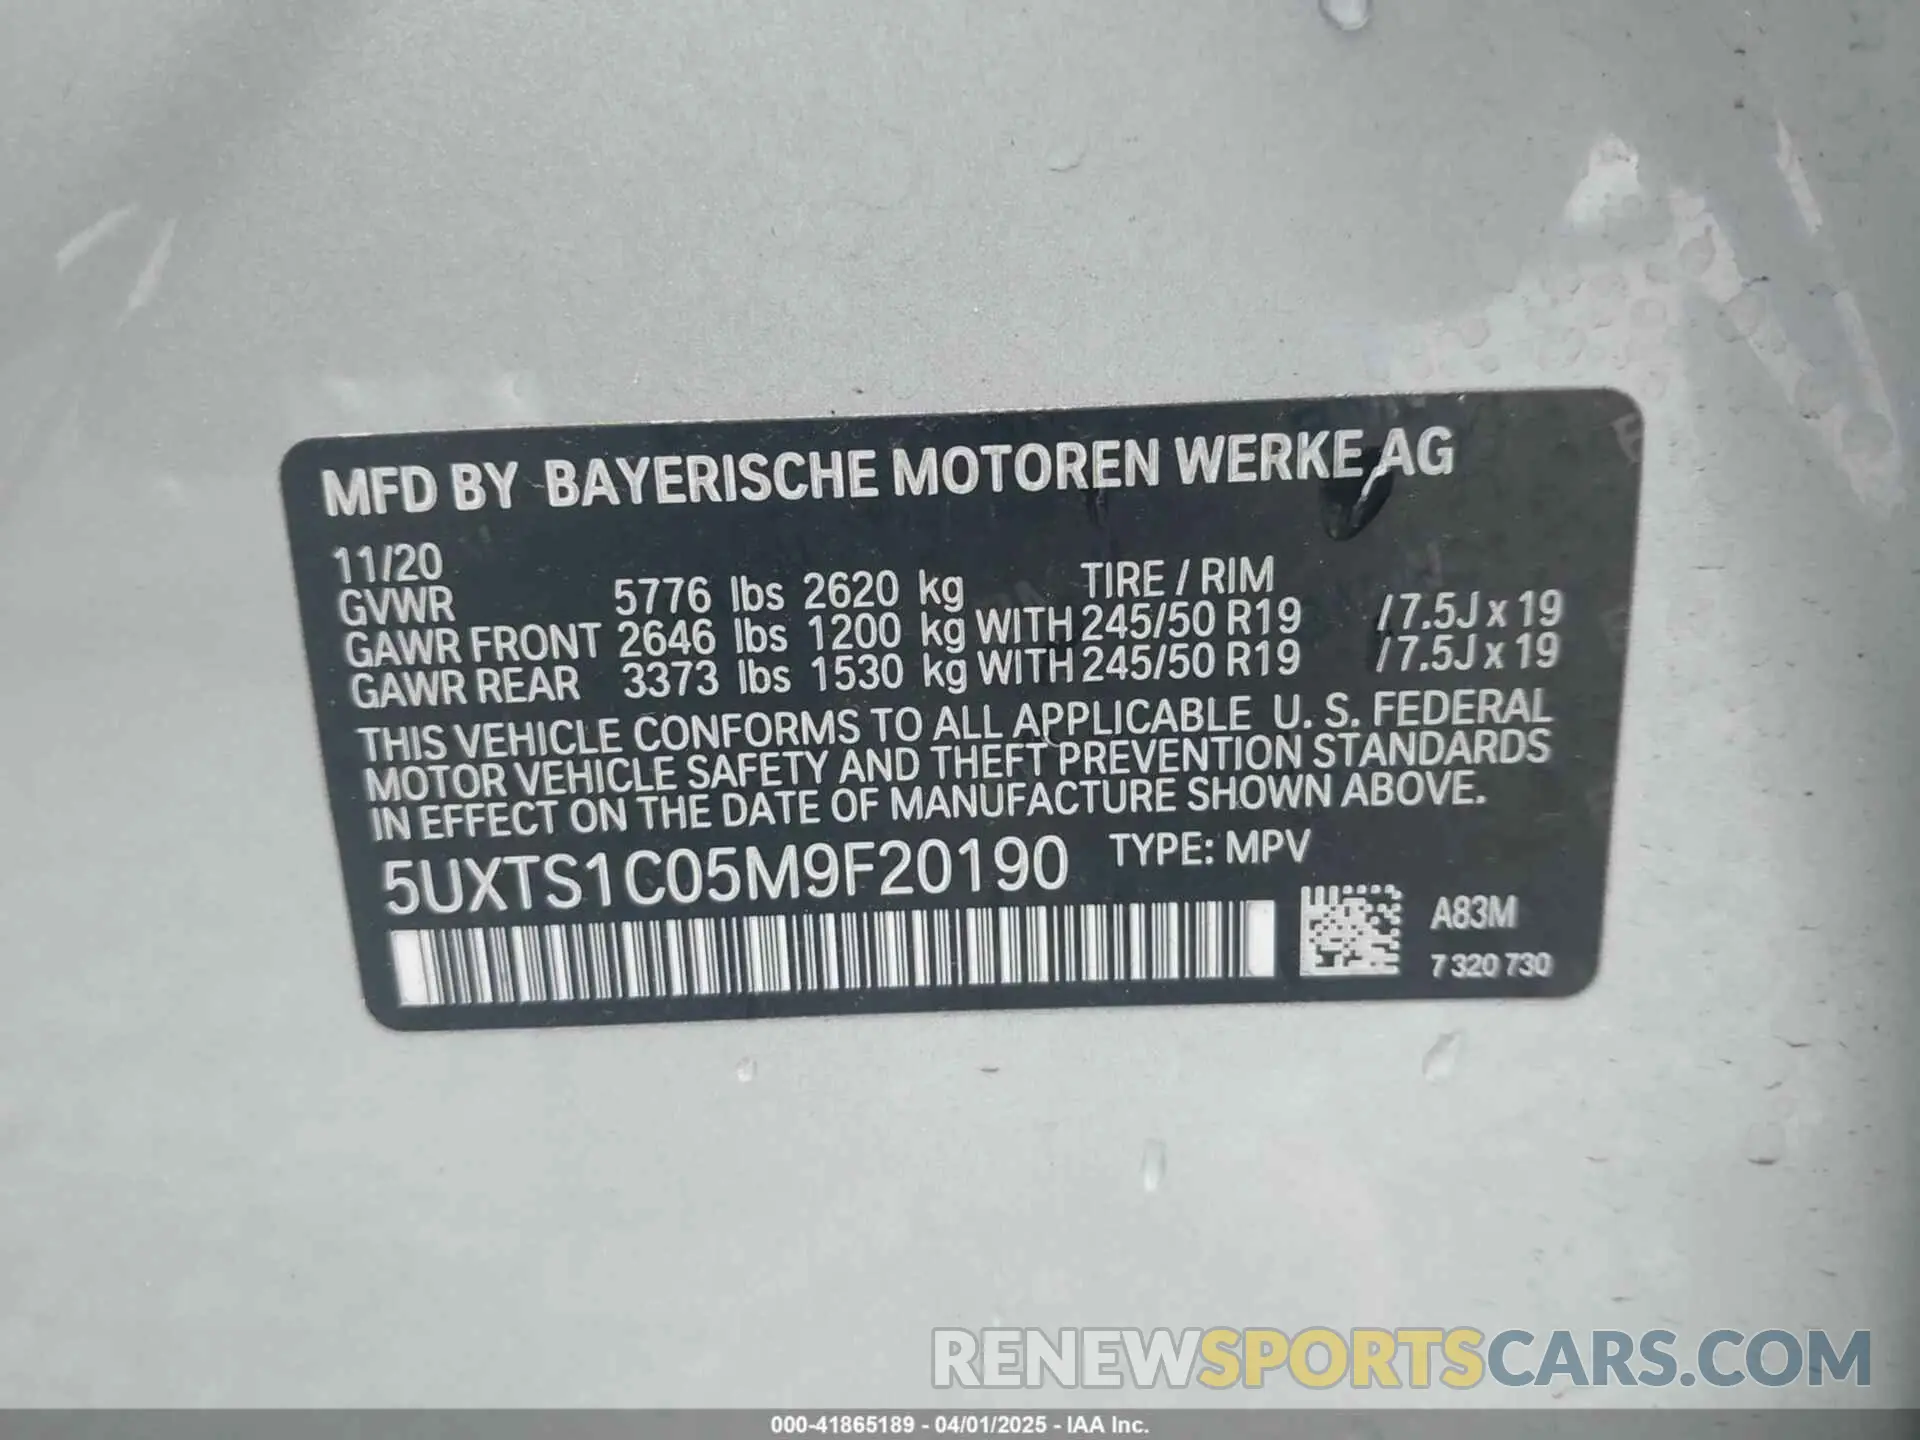 MFD BY BAYERISCHE MOTOREN WERKE AG
11/20 TIRE / RIM
GVWR 5776 lbs 2620 kg
GAWR FRONT 2646 lbs 1200 kg WITH 245/50 R19 / 7.5J x 19
GAWR REAR 3373 lbs 1530 kg WITH 245/50 R19 / 7.5J x 19
THIS VEHICLE CONFORMS TO ALL APPLICABLE U. S. FEDERAL
MOTOR VEHICLE SAFETY AND THEFT PREVENTION STANDARDS
IN EFFECT ON THE DATE OF MANUFACTURE SHOWN ABOVE.
5UXTS1C05M9F20190 TYPE: MPV
A83M
7 320 730
RENEWSPORTSCARS.COM
000-41865189 - 04/01/2025 - IAA Inc.